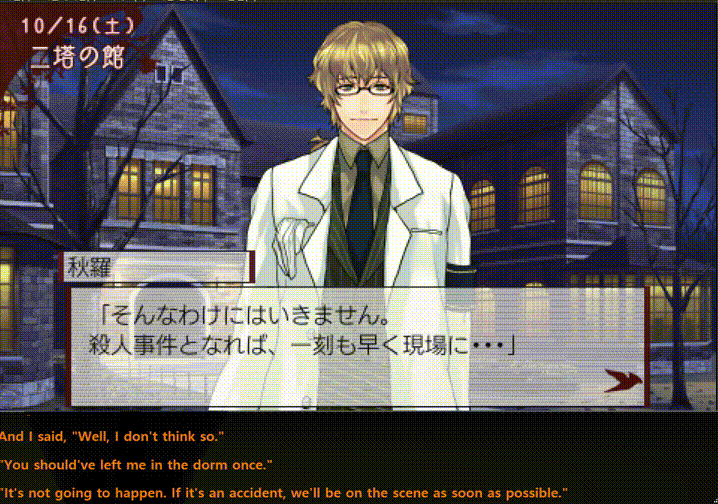 10/16(土)
二塔の館
秋羅
「そんなわけにはいきません。
殺人事件となれば、一刻も早く現場に・・・」
And I said, "Well, I don't think so."
"You should've left me in the dorm once."
"It's not going to happen. If it's an accident, we'll be on the scene as soon as possible."